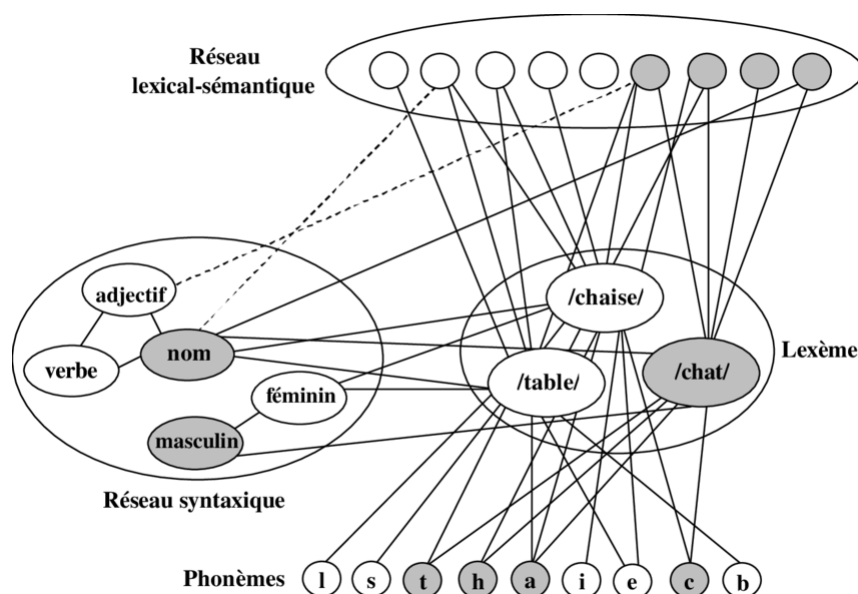 Réseau
lexical-sémantique
adjectif
verbe
nom
féminin
masculin
Réseau syntaxique
/chaise/
/table/
/chat/
Lexème
Phonèmes
l s t h a i e c b